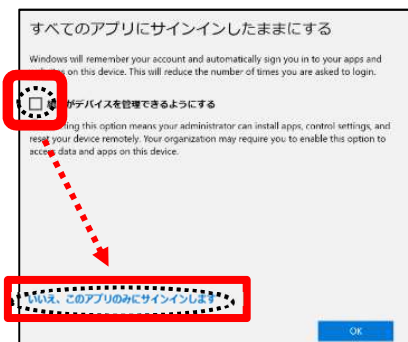 すべてのアプリにサインインしたままにする
Windows will remember your account and automatically sign you in to your apps and
on this device. This will reduce the number of times you are asked to login.
がデバイスを管理できるようにする
this option means your administrator can install apps, control settings, and
reset your device remotely. Your organization may require you to enable this option to
access data and apps on this device.
いいえ、このアプリのみにサインインします
OK